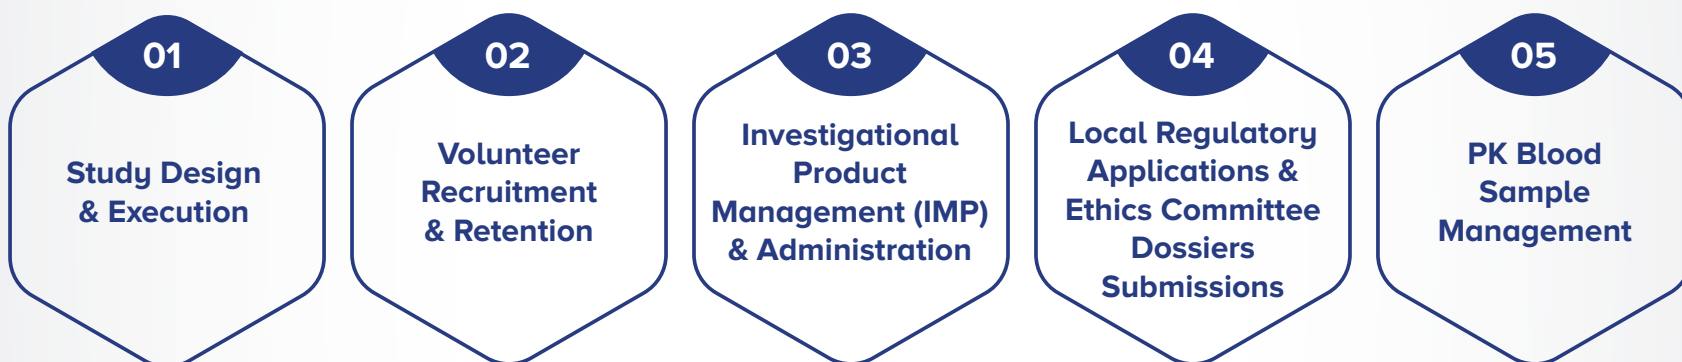 01
Study Design
& Execution
02
Volunteer
Recruitment
& Retention
03
Investigational
Product
Management (IMP)
& Administration
04
Local Regulatory
Applications &
Ethics Committee
Dossiers
Submissions
05
PK Blood
Sample
Management